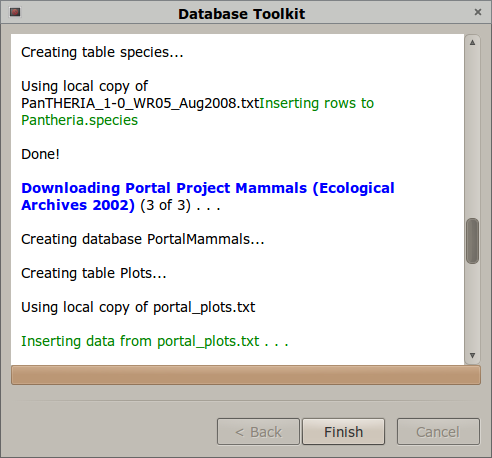 Database Toolkit
Creating table species...
Using local copy of
PanTHERIA_1-0_WR05_Aug2008.txtInserting rows to
Pantheria.species
Done!
Downloading Portal Project Mammals (Ecological
Archives 2002) (3 of 3) . . .
Creating database PortalMammals...
Creating table Plots...
Using local copy of portal_plots.txt
Inserting data from portal_plots.txt . . .
< Back
Finish
Cancel